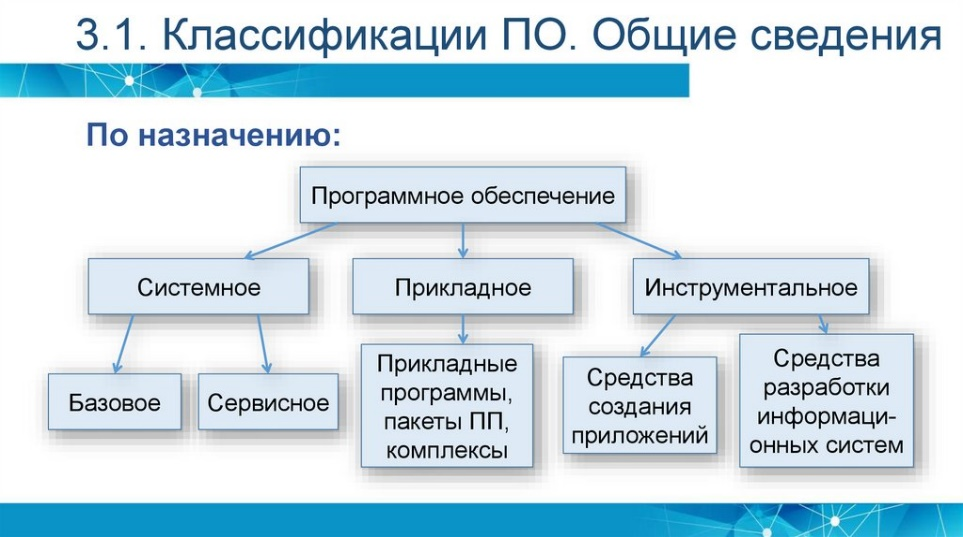 3.1. Классификации ПО. Общие сведения
По назначению:
Программное обеспечение
Системное
Прикладное
Инструментальное
Базовое
Сервисное
Прикладные
программы,
пакеты ПП,
комплексы
Средства
создания
приложений
Средства
разработки
информаци-
онных систем